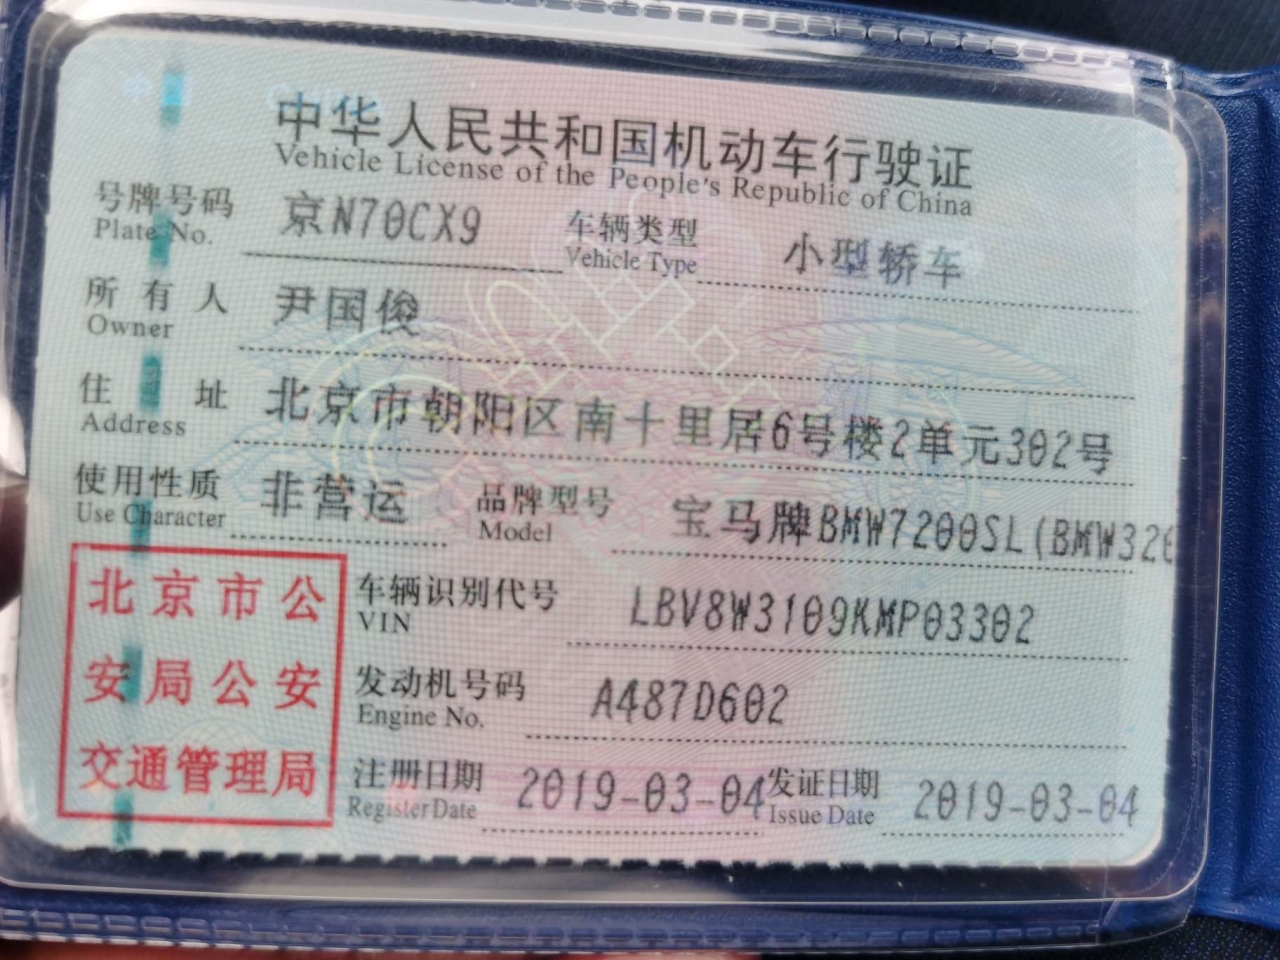 中华人民共和国机动车行驶证
Vehicle License of the People's Republic of China
号牌号码 京N70CX9 车辆类型 小型轿车
Plate No. Vehicle Type
所有人 尹国俊
Owner
住址 北京市朝阳区南十里居6号楼2单元302号
Address
使用性质 非营运 品牌型号 宝马牌BMW7200SL(BMW320
Use Character Model
北京市公
安局公安
交通管理局
车辆识别代号 LBV8W3109KMP03302
VIN
发动机号码 A487D602
Engine No.
注册日期 2019-03-04 发证日期 2019-03-04
Register Date Issue Date